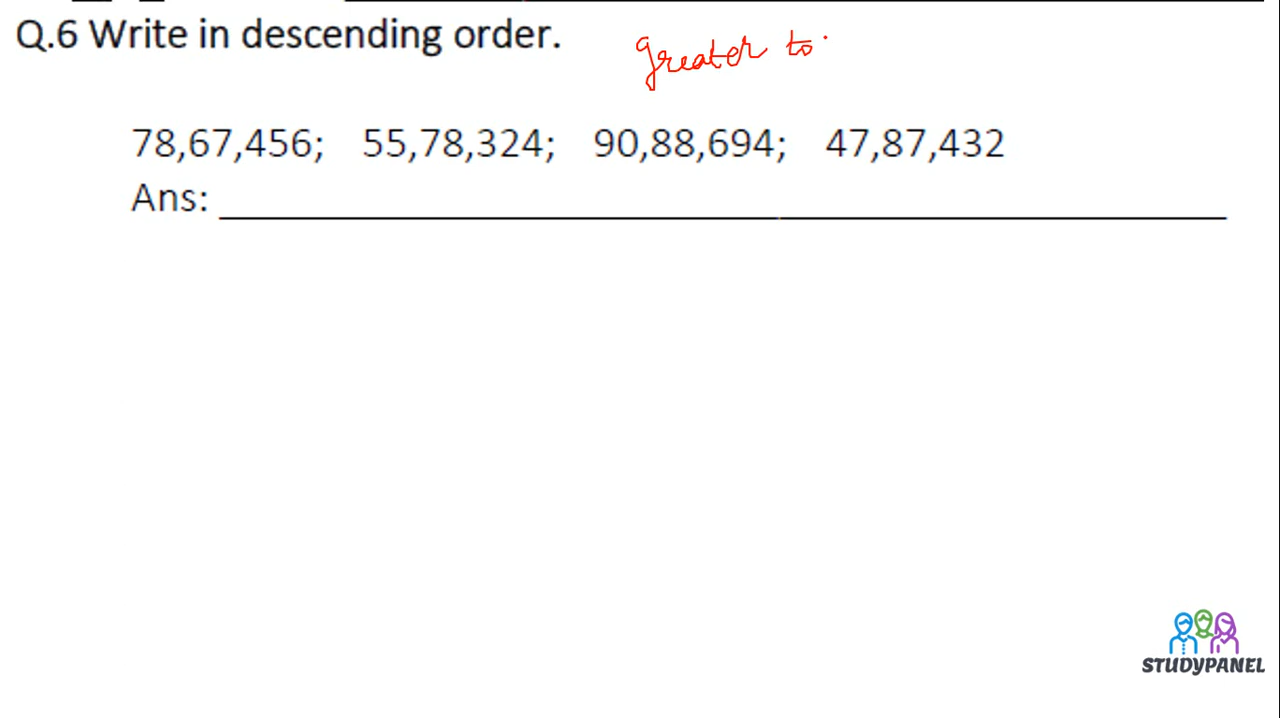 Q.6 Write in descending order.
greater to
78,67,456; 55,78,324; 90,88,694; 47,87,432
Ans: ________________________________________
STUDYPANEL